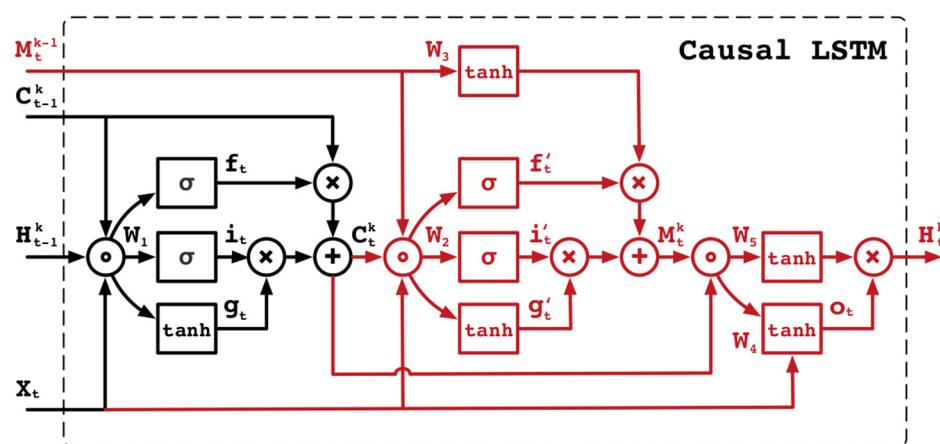 Causal LSTM
M_t^{k-1} W_3 tanh
C_{t-1}^k
σ f_t × σ f_t′ ×
H_{t-1}^k W_1 σ i_t × + C_t^k W_2 σ i_t′ × + M_t^k W_5 tanh × H_t^k
tanh g_t tanh g_t′ W_4 tanh o_t
X_t